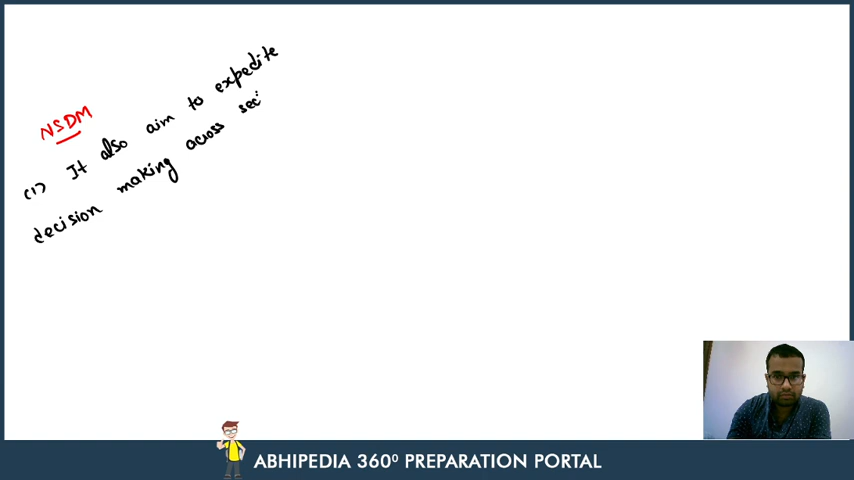 NSDM
(1) It also aim to expedite
decision making across sec
ABHIPEDIA 360° PREPARATION PORTAL